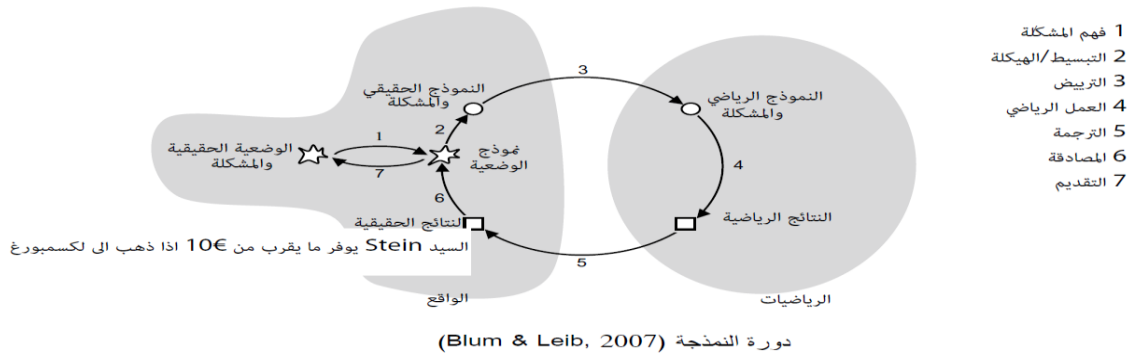 1 فهم المشكلة
2 التبسيط/الهيكلة
3 الترييض
4 العمل الرياضي
5 الترجمة
6 المصادقة
7 التقديم
3
النموذج الحقيقي
والمشكلة
النموذج الرياضي
والمشكلة
2
1
الوضعية الحقيقية
والمشكلة
نموذج
الوضعية
7
4
6
النتائج الحقيقية
النتائج الرياضية
السيد Stein يوفر ما يقرب من 10€ اذا ذهب الى لكسمبورغ
5
الواقع
الرياضيات
دورة النمذجة (Blum & Leib, 2007)